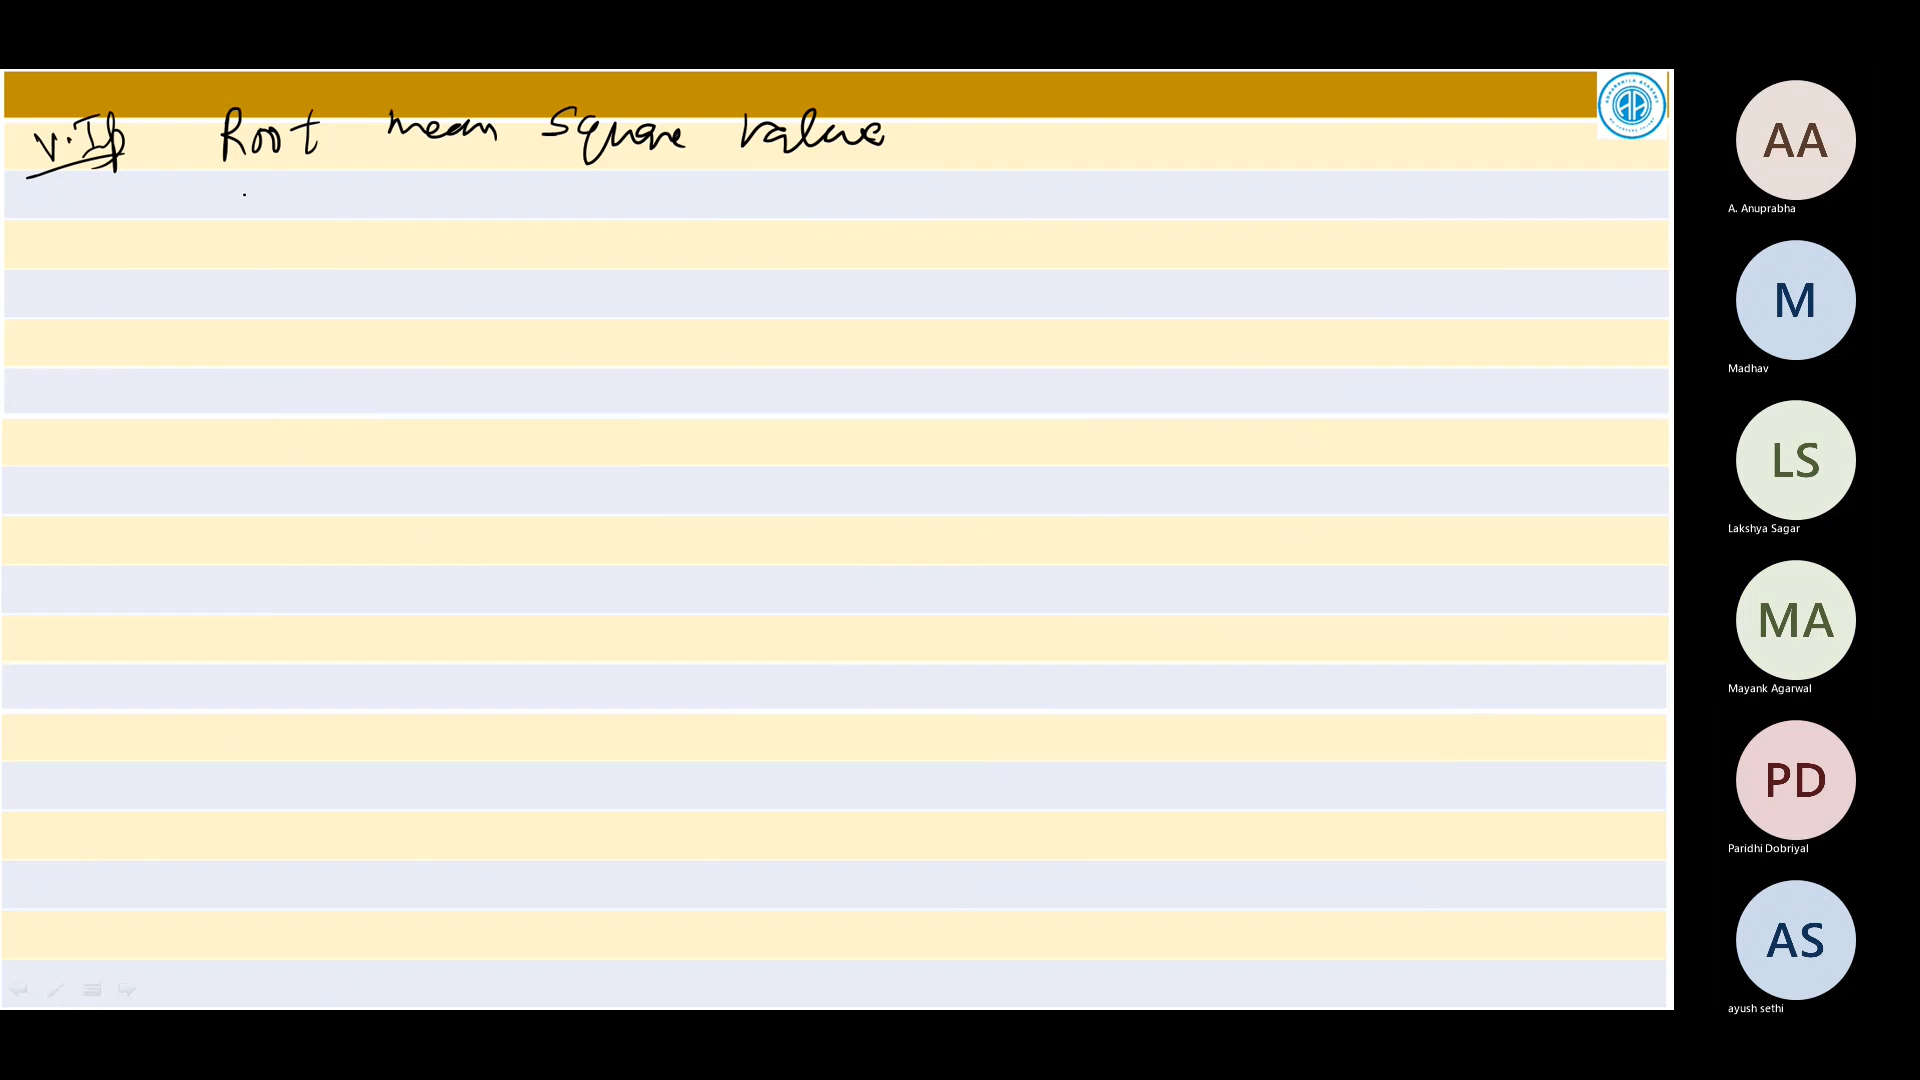 V.Ip Root mean Square value
AA
A. Anuprabha
M
Madhav
LS
Lakshya Sagar
MA
Mayank Agarwal
PD
Paridhi Dobriyal
AS
ayush sethi